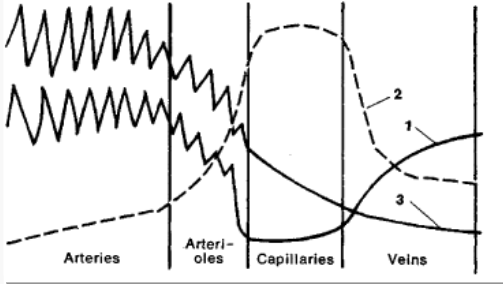 2
1
3
Arteries
Arteri-
oles
Capillaries
Veins